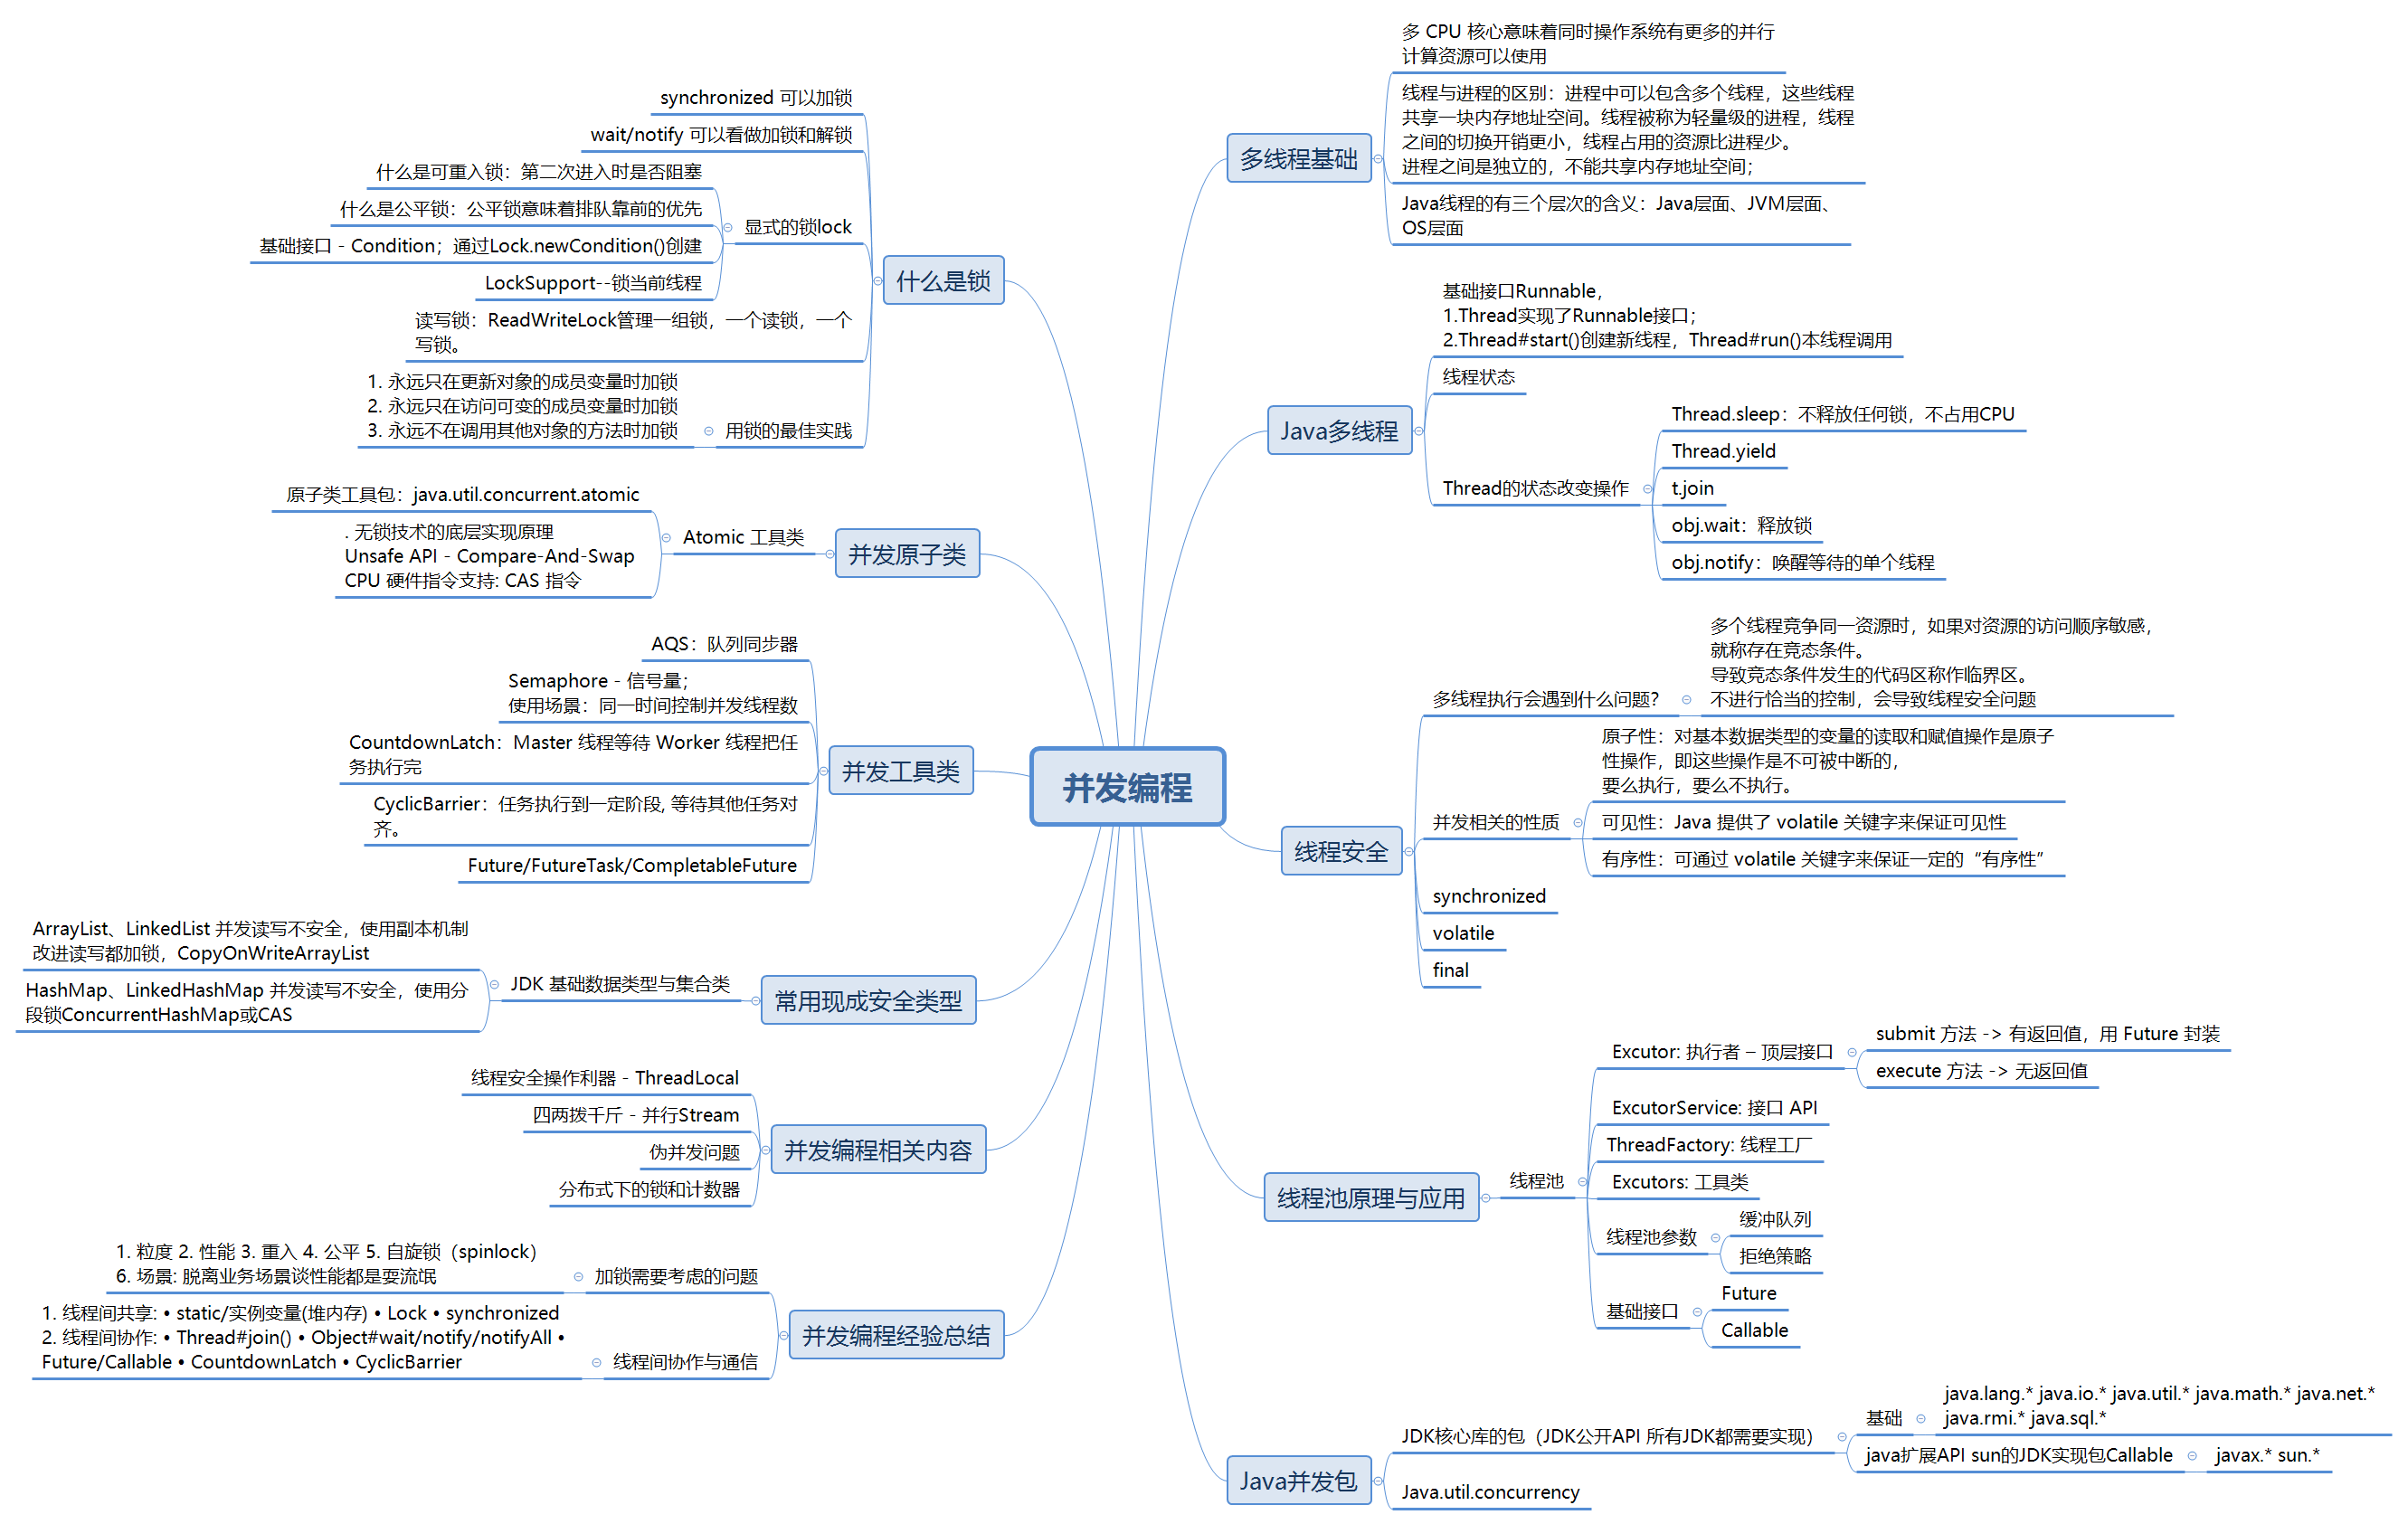 并发编程
多线程基础
多 CPU 核心意味着同时操作系统有更多的并行
计算资源可以使用
线程与进程的区别：进程中可以包含多个线程，这些线程
共享一块内存地址空间。线程被称为轻量级的进程，线程
之间的切换开销更小，线程占用的资源比进程少。
进程之间是独立的，不能共享内存地址空间；
Java线程的有三个层次的含义：Java层面、JVM层面、
OS层面
Java多线程
基础接口Runnable，
1.Thread实现了Runnable接口；
2.Thread#start()创建新线程，Thread#run()本线程调用
线程状态
Thread的状态改变操作
Thread.sleep：不释放任何锁，不占用CPU
Thread.yield
t.join
obj.wait：释放锁
obj.notify：唤醒等待的单个线程
线程安全
多线程执行会遇到什么问题？
多个线程竞争同一资源时，如果对资源的访问顺序敏感，
就称存在竞态条件。
导致竞态条件发生的代码区称作临界区。
不进行恰当的控制，会导致线程安全问题
并发相关的性质
原子性：对基本数据类型的变量的读取和赋值操作是原子
性操作，即这些操作是不可被中断的，
要么执行，要么不执行。
可见性：Java 提供了 volatile 关键字来保证可见性
有序性：可通过 volatile 关键字来保证一定的“有序性”
synchronized
volatile
final
线程池原理与应用
线程池
Excutor: 执行者 – 顶层接口
submit 方法 -> 有返回值，用 Future 封装
execute 方法 -> 无返回值
ExcutorService: 接口 API
ThreadFactory: 线程工厂
Excutors: 工具类
线程池参数
缓冲队列
拒绝策略
基础接口
Future
Callable
Java并发包
JDK核心库的包（JDK公开API 所有JDK都需要实现）
基础
java.lang.* java.io.* java.util.* java.math.* java.net.*
java.rmi.* java.sql.*
java扩展API sun的JDK实现包Callable
javax.* sun.*
Java.util.concurrency
什么是锁
synchronized 可以加锁
wait/notify 可以看做加锁和解锁
显式的锁lock
什么是可重入锁：第二次进入时是否阻塞
什么是公平锁：公平锁意味着排队靠前的优先
基础接口 - Condition；通过Lock.newCondition()创建
LockSupport--锁当前线程
读写锁：ReadWriteLock管理一组锁，一个读锁，一个
写锁。
用锁的最佳实践
1. 永远只在更新对象的成员变量时加锁
2. 永远只在访问可变的成员变量时加锁
3. 永远不在调用其他对象的方法时加锁
并发原子类
Atomic 工具类
原子类工具包：java.util.concurrent.atomic
. 无锁技术的底层实现原理
Unsafe API - Compare-And-Swap
CPU 硬件指令支持: CAS 指令
并发工具类
AQS：队列同步器
Semaphore - 信号量；
使用场景：同一时间控制并发线程数
CountdownLatch：Master 线程等待 Worker 线程把任
务执行完
CyclicBarrier：任务执行到一定阶段, 等待其他任务对
齐。
Future/FutureTask/CompletableFuture
常用现成安全类型
JDK 基础数据类型与集合类
ArrayList、LinkedList 并发读写不安全，使用副本机制
改进读写都加锁，CopyOnWriteArrayList
HashMap、LinkedHashMap 并发读写不安全，使用分
段锁ConcurrentHashMap或CAS
并发编程相关内容
线程安全操作利器 - ThreadLocal
四两拨千斤 - 并行Stream
伪并发问题
分布式下的锁和计数器
并发编程经验总结
加锁需要考虑的问题
1. 粒度 2. 性能 3. 重入 4. 公平 5. 自旋锁（spinlock）
6. 场景: 脱离业务场景谈性能都是耍流氓
线程间协作与通信
1. 线程间共享: • static/实例变量(堆内存) • Lock • synchronized
2. 线程间协作: • Thread#join() • Object#wait/notify/notifyAll •
Future/Callable • CountdownLatch • CyclicBarrier